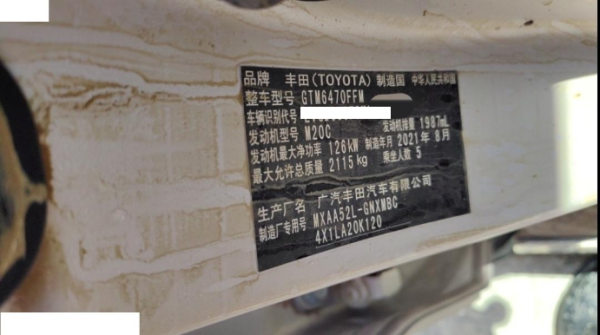 品牌 丰田(TOYOTA) 制造国 中华人民共和国
整车型号 GTM6470FFM
车辆识别代号
发动机型号 M20C 发动机排量 1987mL
发动机最大净功率 126kW 制造年月 2021年8月
最大允许总质量 2115kg 乘坐人数 5
生产厂名 广汽丰田汽车有限公司
制造厂专用号 MXAA52L-GNXMBC
4X1LA20K120